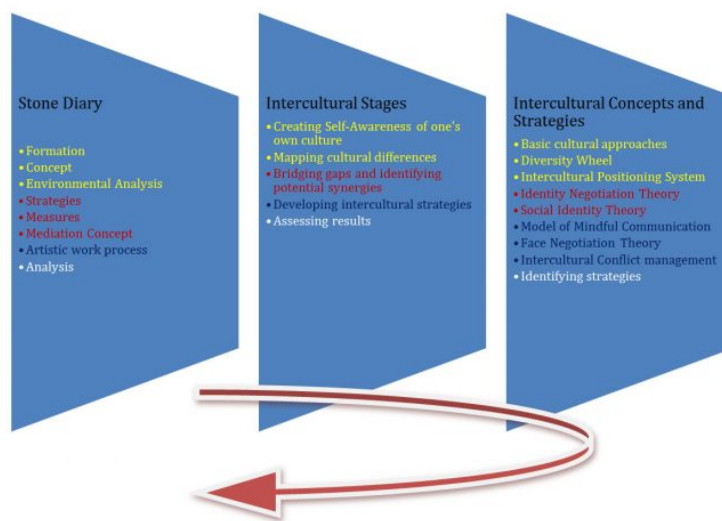 Stone Diary
• Formation
• Concept
• Environmental Analysis
• Strategies
• Measures
• Mediation Concept
• Artistic work process
• Analysis
Intercultural Stages
• Creating Self-Awareness of one's
own culture
• Mapping cultural differences
• Bridging gaps and identifying
potential synergies
• Developing intercultural strategies
• Assessing results
Intercultural Concepts and
Strategies
• Basic cultural approaches
• Diversity Wheel
• Intercultural Positioning System
• Identity Negotiation Theory
• Social Identity Theory
• Model of Mindful Communication
• Face Negotiation Theory
• Intercultural Conflict management
• Identifying strategies